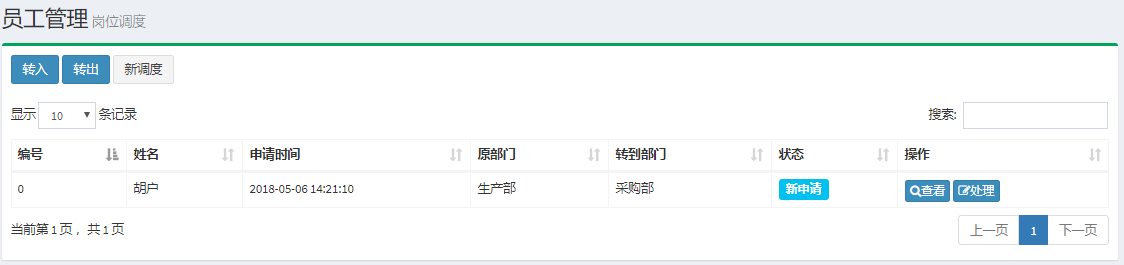 员工管理 岗位调度
转入 转出 新调度
显示 10 条记录 搜索:
编号 姓名 申请时间 原部门 转到部门 状态 操作
0 胡户 2018-05-06 14:21:10 生产部 采购部 新申请 查看 处理
当前第 1 页 ，共 1 页 上一页 1 下一页